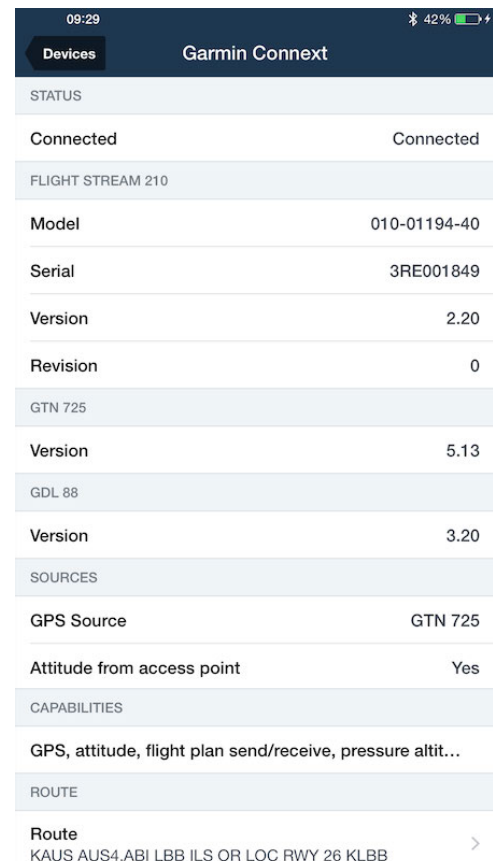 09:29 42%
Devices Garmin Connext
STATUS
Connected Connected
FLIGHT STREAM 210
Model 010-01194-40
Serial 3RE001849
Version 2.20
Revision 0
GTN 725
Version 5.13
GDL 88
Version 3.20
SOURCES
GPS Source GTN 725
Attitude from access point Yes
CAPABILITIES
GPS, attitude, flight plan send/receive, pressure altit…
ROUTE
Route
KAUS AUS4.ABI LBB ILS OR LOC RWY 26 KLBB